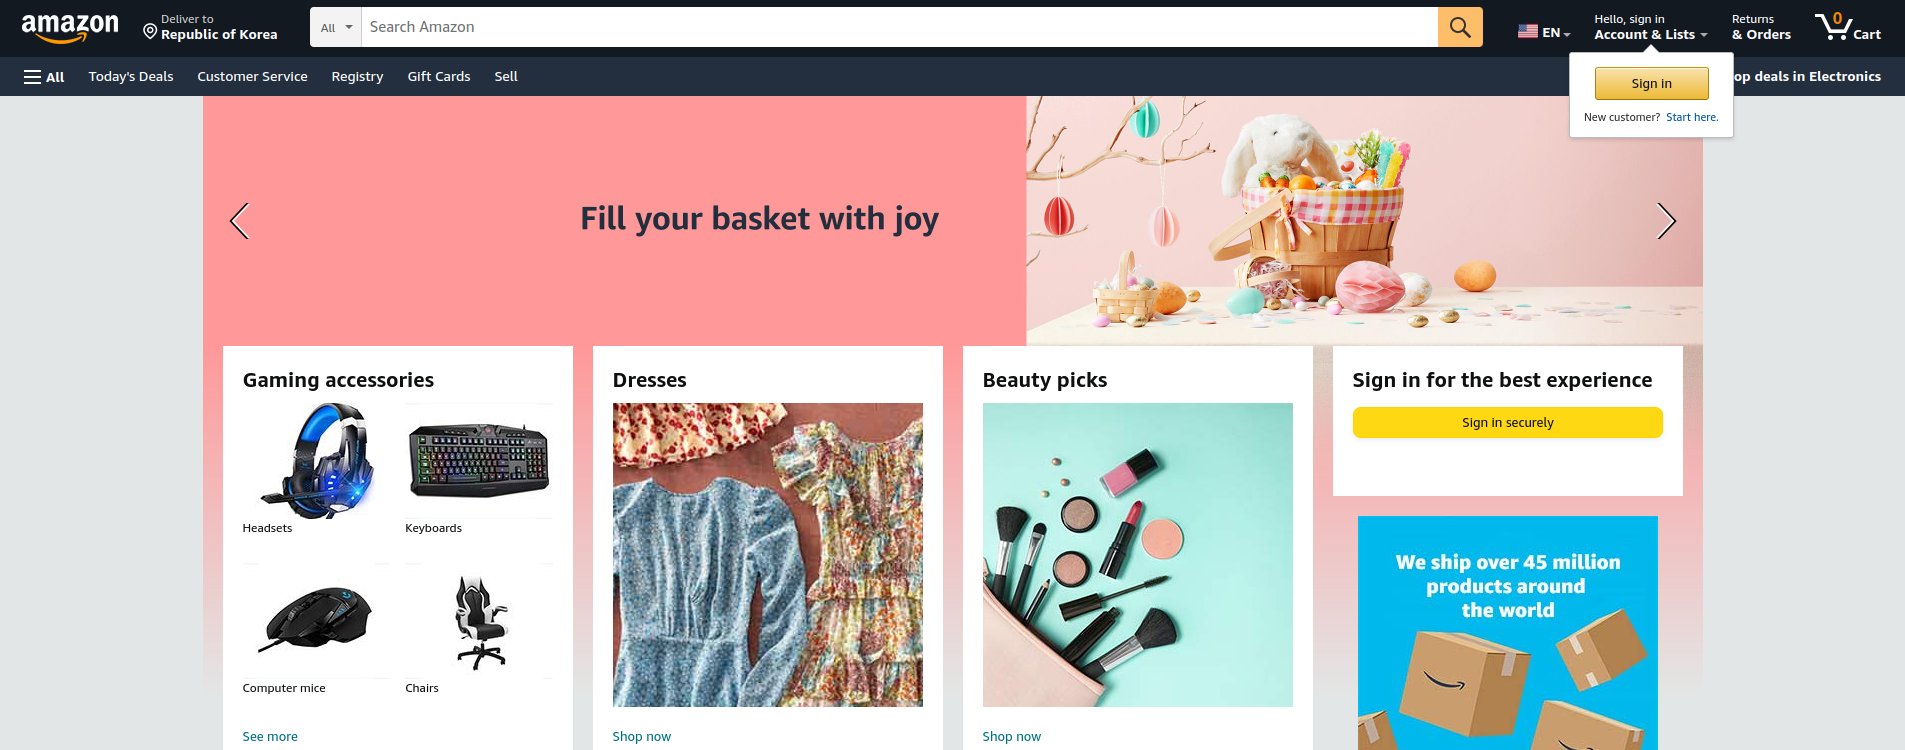 amazon
Deliver to
Republic of Korea
All
Search Amazon
EN
Hello, sign in
Account & Lists
Returns
& Orders
0
Cart
All
Today's Deals
Customer Service
Registry
Gift Cards
Sell
op deals in Electronics
Sign in
New customer? Start here.
Fill your basket with joy
Gaming accessories
Headsets
Keyboards
Computer mice
Chairs
See more
Dresses
Shop now
Beauty picks
Shop now
Sign in for the best experience
Sign in securely
We ship over 45 million
products around
the world